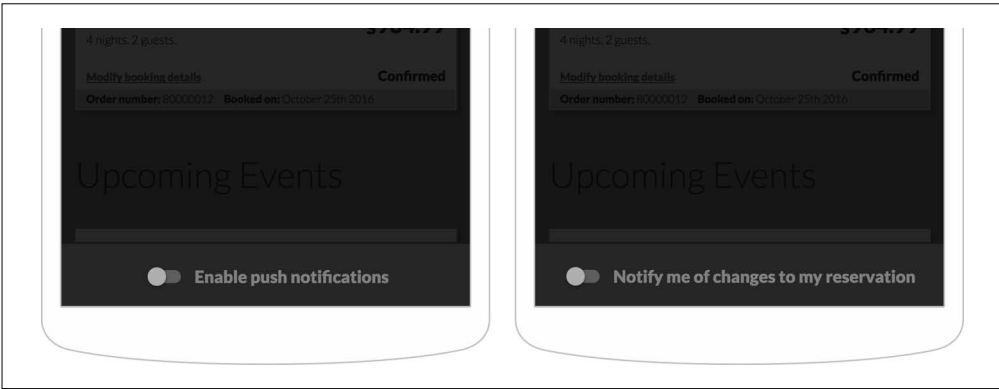 4 nights. 2 guests.
Modify booking details Confirmed
Order number: 80000012 Booked on: October 25th 2016
Upcoming Events
Enable push notifications
4 nights. 2 guests.
Modify booking details Confirmed
Order number: 80000012 Booked on: October 25th 2016
Upcoming Events
Notify me of changes to my reservation